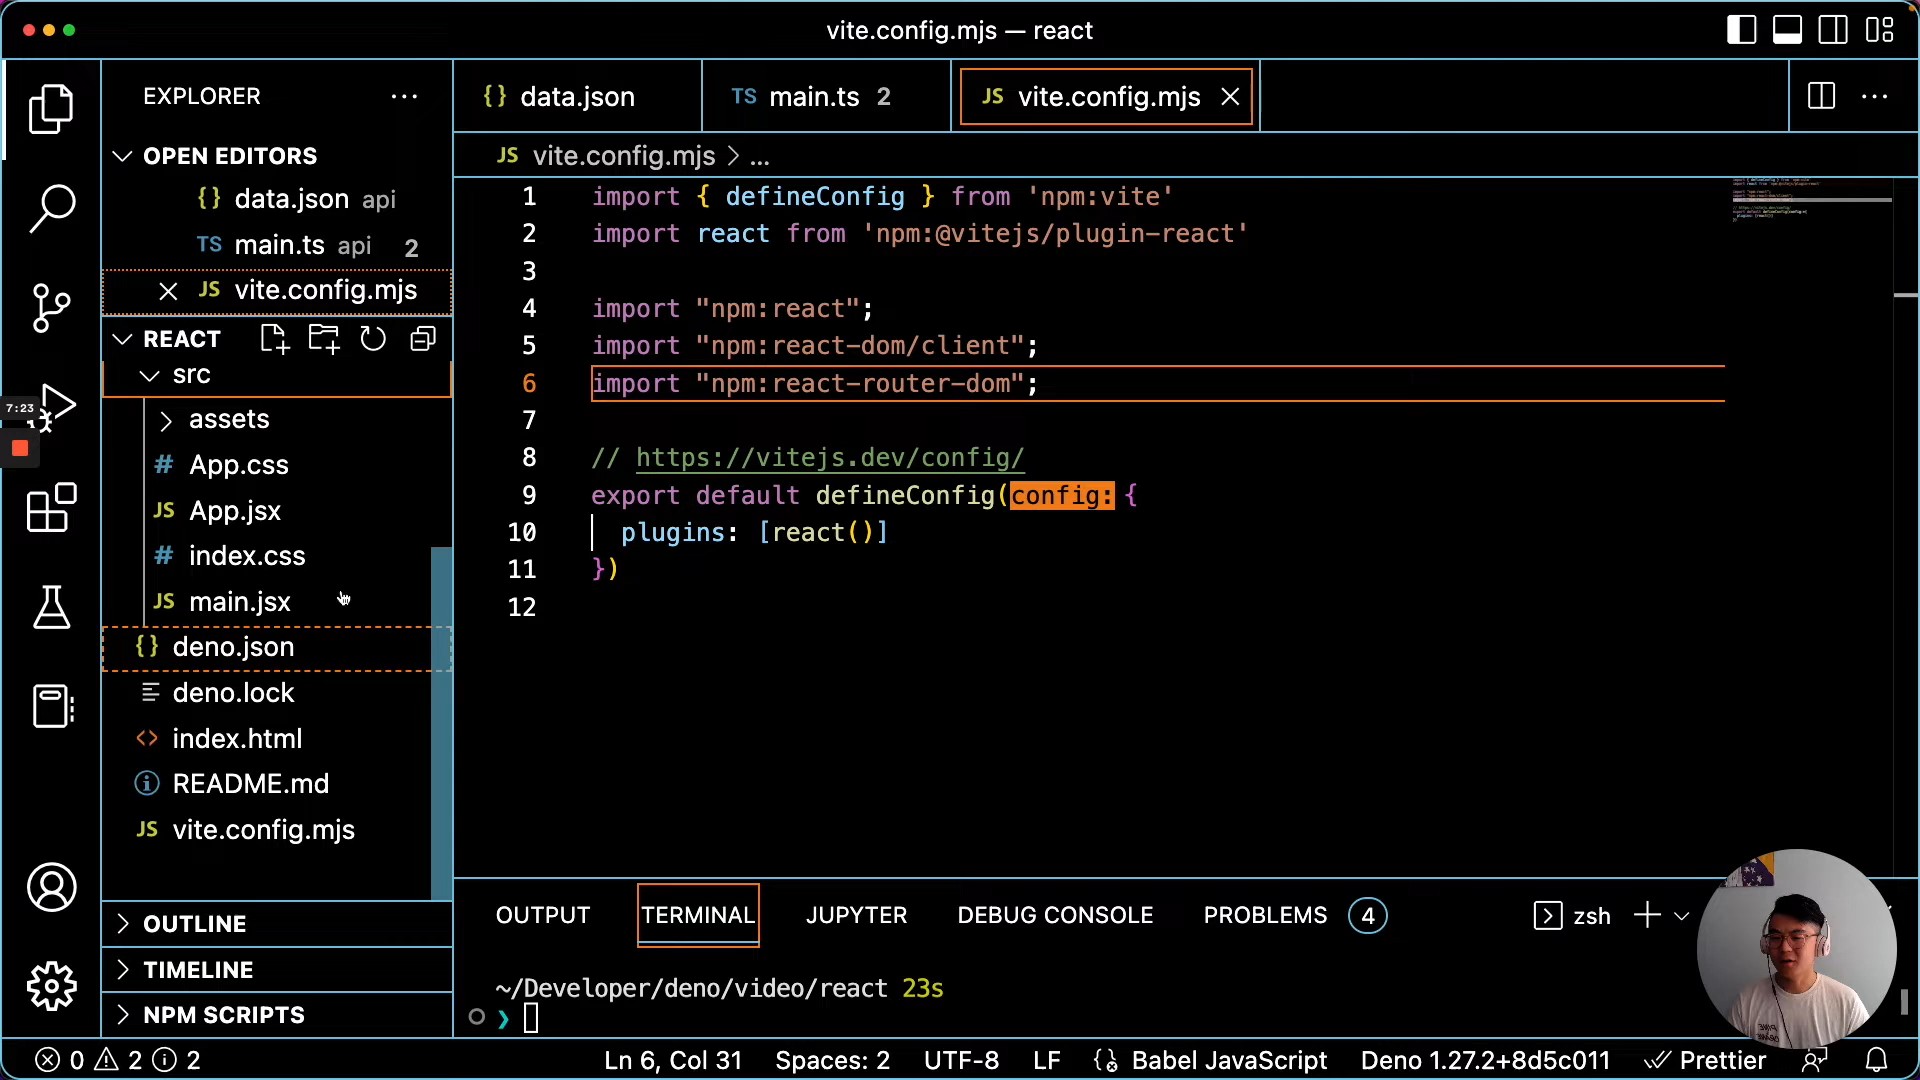 vite.config.mjs — react
EXPLORER
OPEN EDITORS
{} data.json api
TS main.ts api 2
JS vite.config.mjs
REACT
src
assets
# App.css
JS App.jsx
# index.css
JS main.jsx
{} deno.json
deno.lock
<> index.html
README.md
JS vite.config.mjs
OUTLINE
TIMELINE
NPM SCRIPTS
7:23
{} data.json
TS main.ts 2
JS vite.config.mjs
JS vite.config.mjs > ...
1 import { defineConfig } from 'npm:vite'
2 import react from 'npm:@vitejs/plugin-react'
3
4 import "npm:react";
5 import "npm:react-dom/client";
6 import "npm:react-router-dom";
7
8 // https://vitejs.dev/config/
9 export default defineConfig(config: {
10 plugins: [react()]
11 })
12
OUTPUT TERMINAL JUPYTER DEBUG CONSOLE PROBLEMS 4 zsh
~/Developer/deno/video/react 23s
❯
0 2 2 Ln 6, Col 31 Spaces: 2 UTF-8 LF Babel JavaScript Deno 1.27.2+8d5c011 Prettier